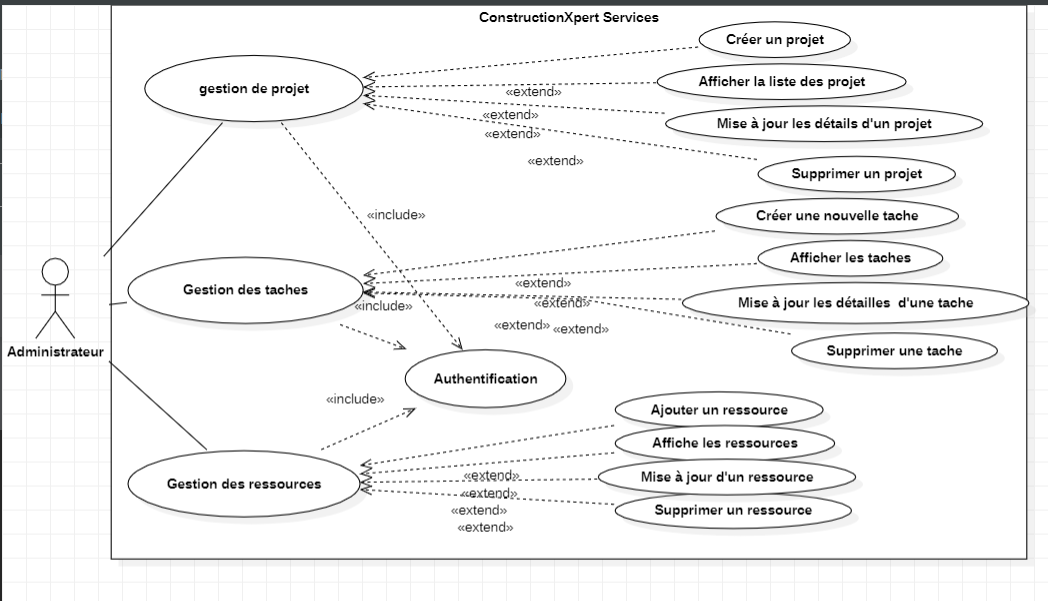 ConstructionXpert Services
Créer un projet
gestion de projet
Afficher la liste des projet
«extend»
«extend»
Mise à jour les détails d'un projet
«extend»
«extend»
Supprimer un projet
«include»
Créer une nouvelle tache
Afficher les taches
Gestion des taches
«extend»
«include»
«extend»
Mise à jour les détailles  d'une tache
«extend»
«extend»
Administrateur
Supprimer une tache
Authentification
«include»
Ajouter un ressource
Affiche les ressources
Gestion des ressources
«extend»
Mise à jour d'un ressource
«extend»
«extend»
Supprimer un ressource
«extend»